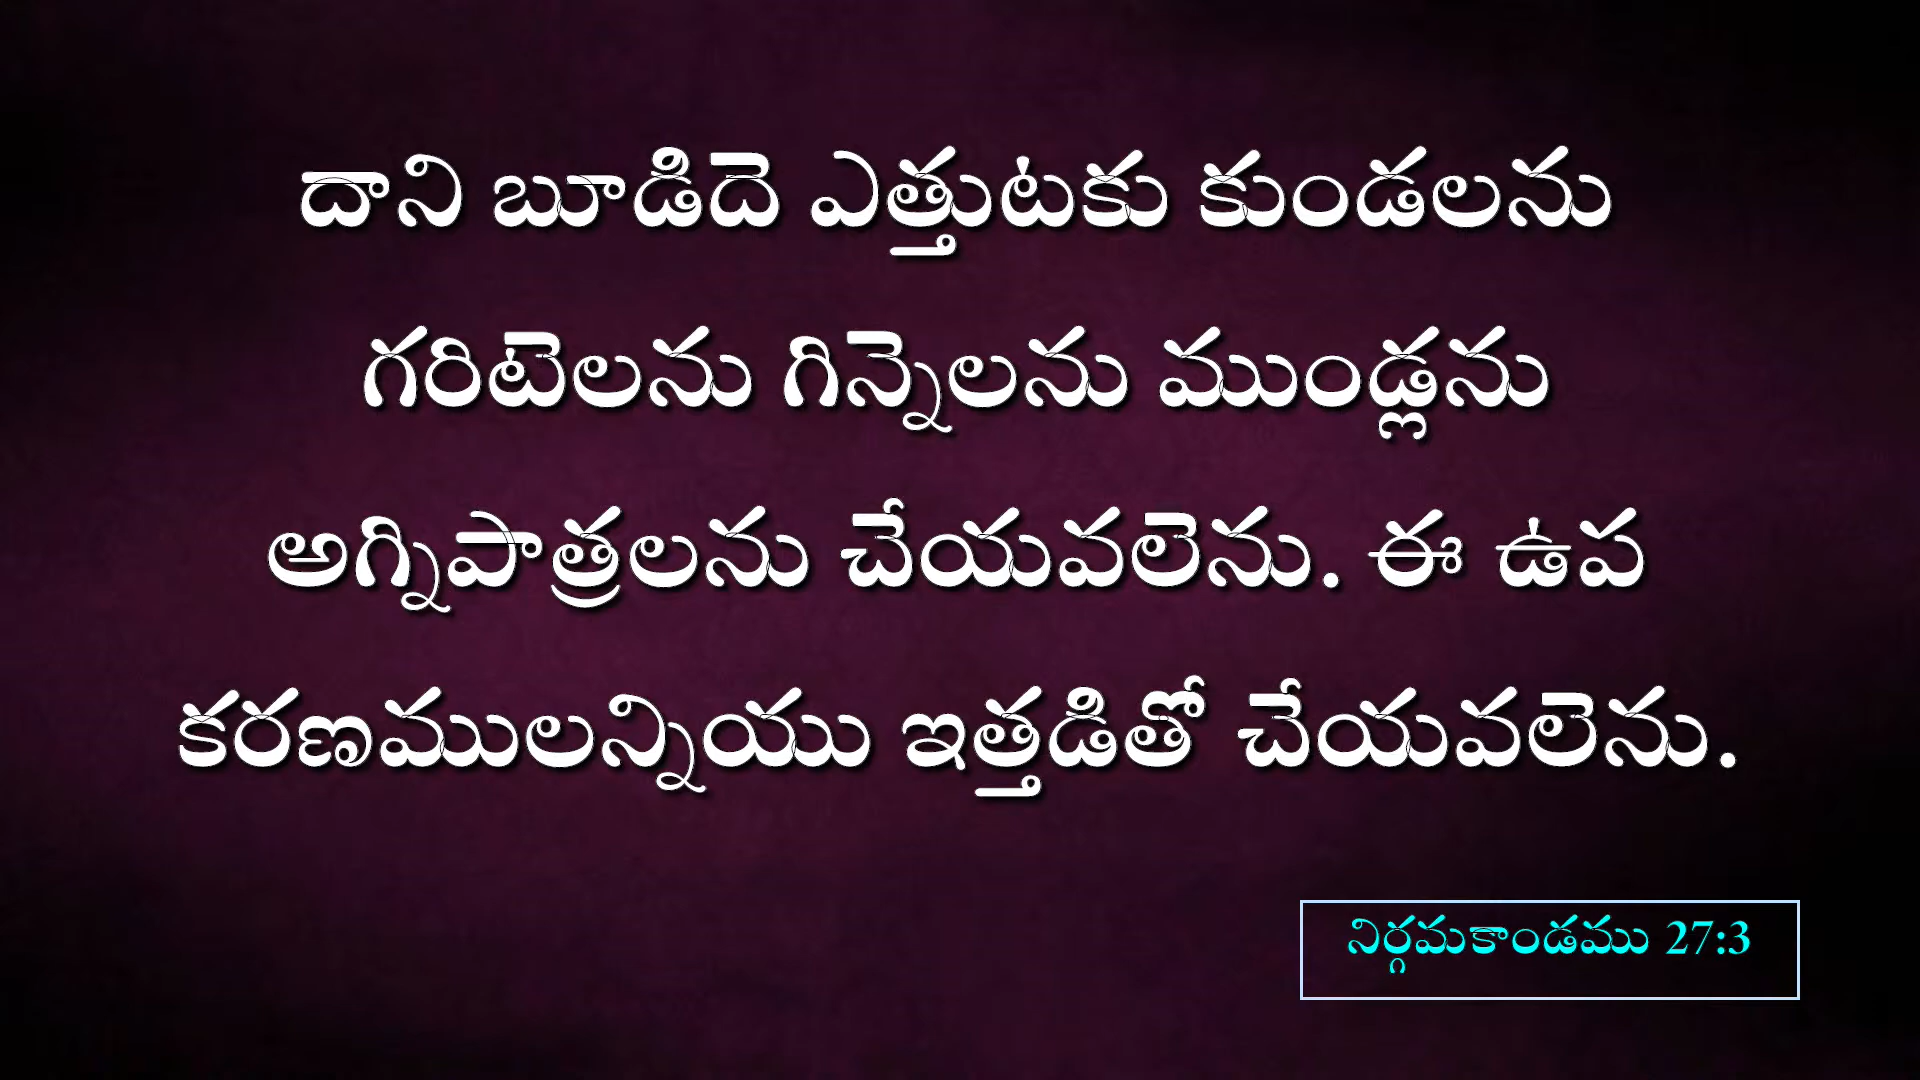 దాని బూడిదె ఎత్తుటకు కుండలను
గరిటెలను గిన్నెలను ముండ్లను
అగ్నిపాత్రలను చేయవలెను. ఈ ఉప
కరణములన్నియు ఇత్తడితో చేయవలెను.
నిర్గమకాండము 27:3